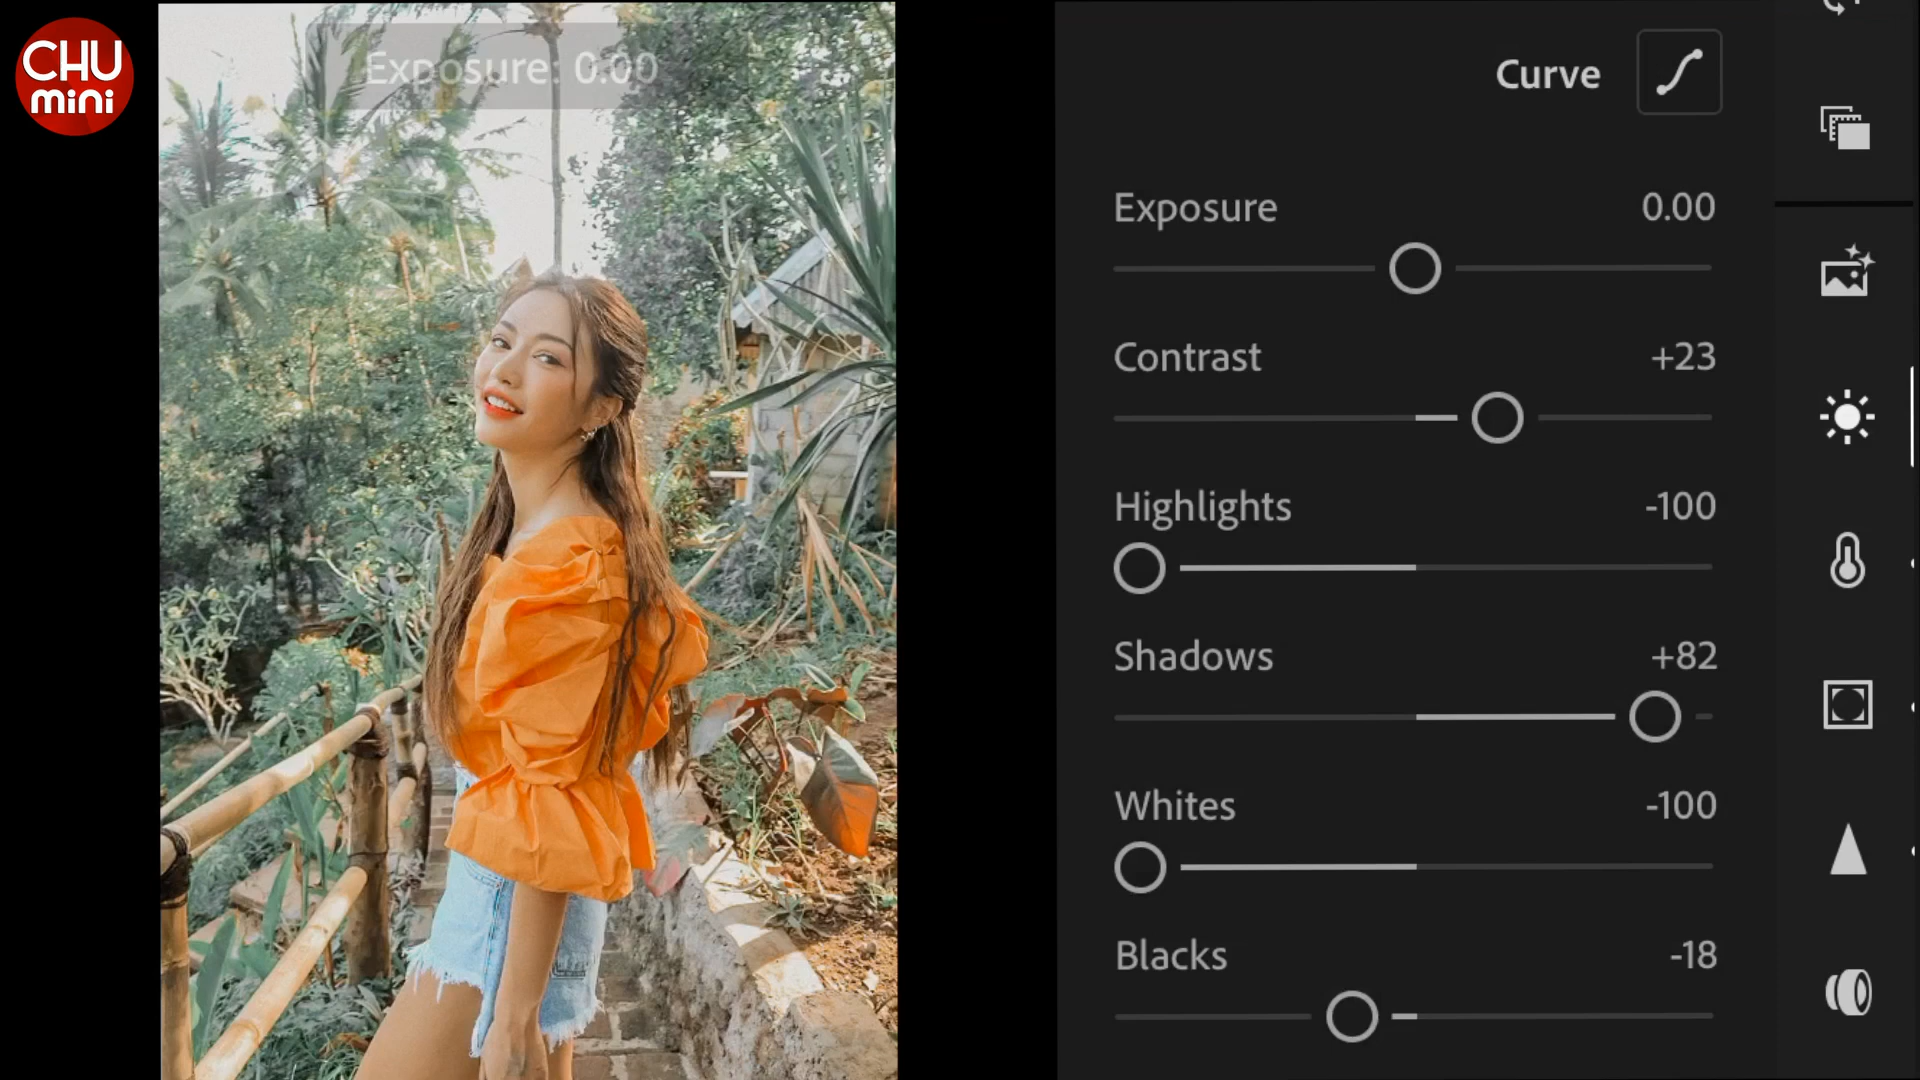 CHU
mini
Exposure: 0.00
Curve
Exposure 0.00
Contrast +23
Highlights -100
Shadows +82
Whites -100
Blacks -18